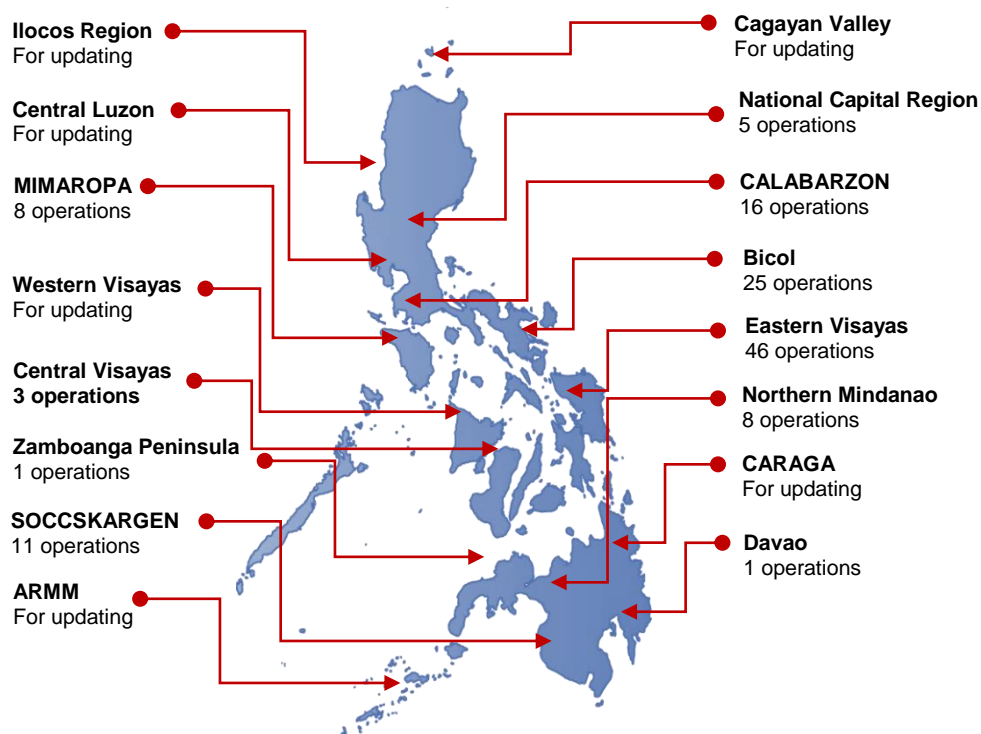 Ilocos Region
For updating
Central Luzon
For updating
MIMAROPA
8 operations
Western Visayas
For updating
Central Visayas
3 operations
Zamboanga Peninsula
1 operations
SOCCSKARGEN
11 operations
ARMM
For updating
Cagayan Valley
For updating
National Capital Region
5 operations
CALABARZON
16 operations
Bicol
25 operations
Eastern Visayas
46 operations
Northern Mindanao
8 operations
CARAGA
For updating
Davao
1 operations